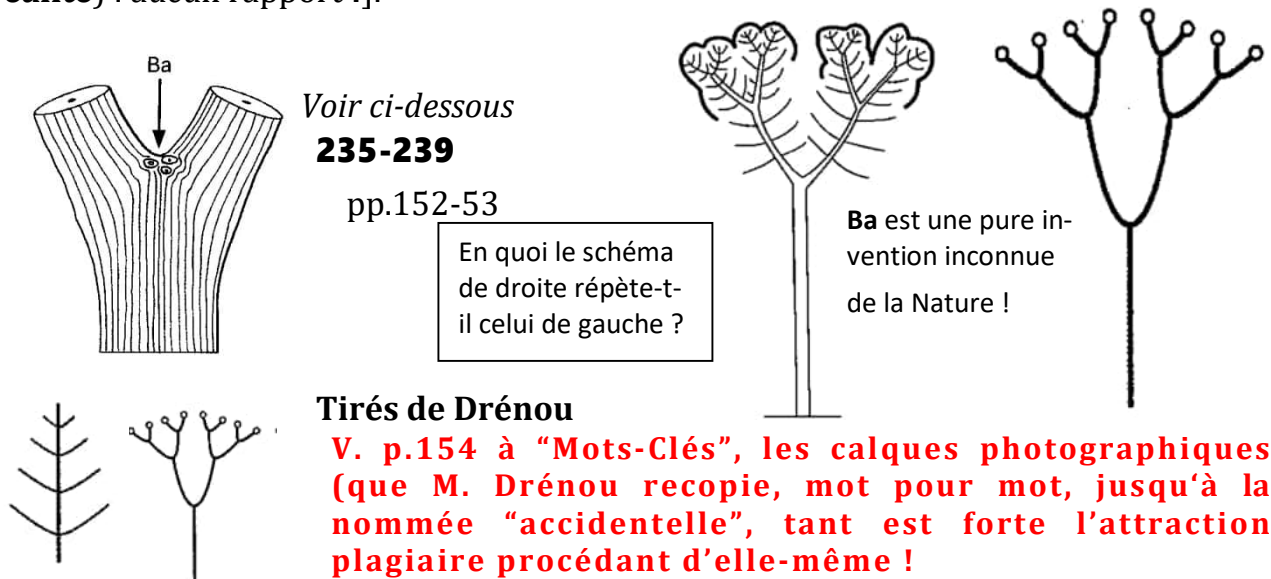 aucun rapport !].
Ba
Voir ci-dessous
235-239
pp.152-53
En quoi le schéma
de droite répète-t-
il celui de gauche ?
Ba est une pure in-
vention inconnue
de la Nature !
Tirés de Drénou
V. p.154 à “Mots-Clés”, les calques photographiques
(que M. Drénou recopie, mot pour mot, jusqu‘à la
nommée “accidentelle”, tant est forte l’attraction
plagiaire procédant d’elle-même !